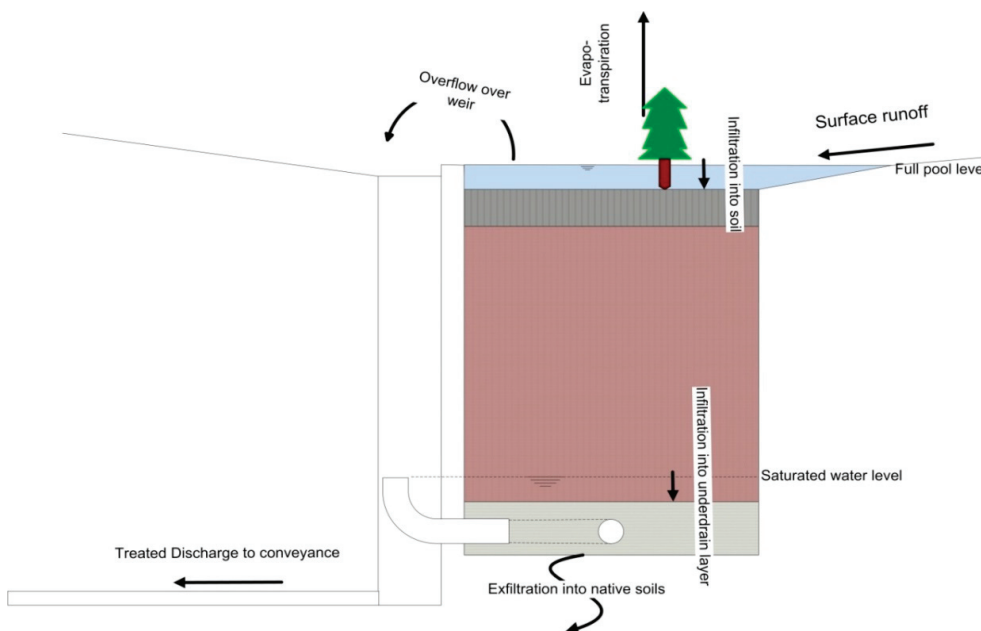 Evapo-
transpiration
Overflow over
weir
Surface runoff
Infiltration into
soil
Full pool level
Infiltration into underdrain
layer
Saturated water level
Treated Discharge to conveyance
Exfiltration into native soils